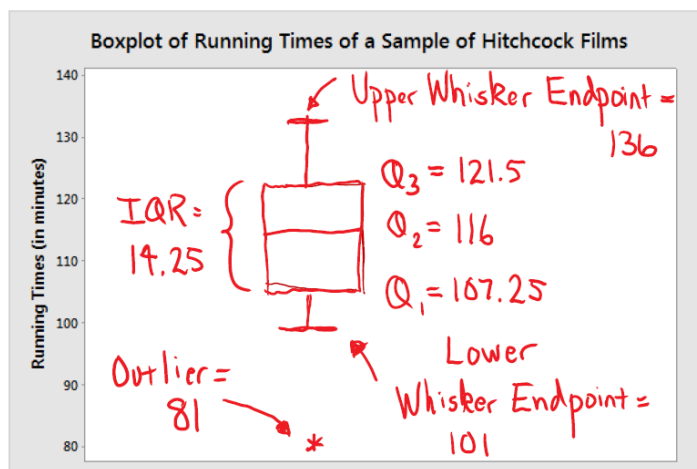 Boxplot of Running Times of a Sample of Hitchcock Films
Running Times (in minutes)
140
130
120
110
100
90
80
Upper Whisker Endpoint =
136
Q3 = 121.5
Q2 = 116
Q1 = 107.25
IQR =
14.25
Lower
Whisker Endpoint =
101
Outlier =
81
*